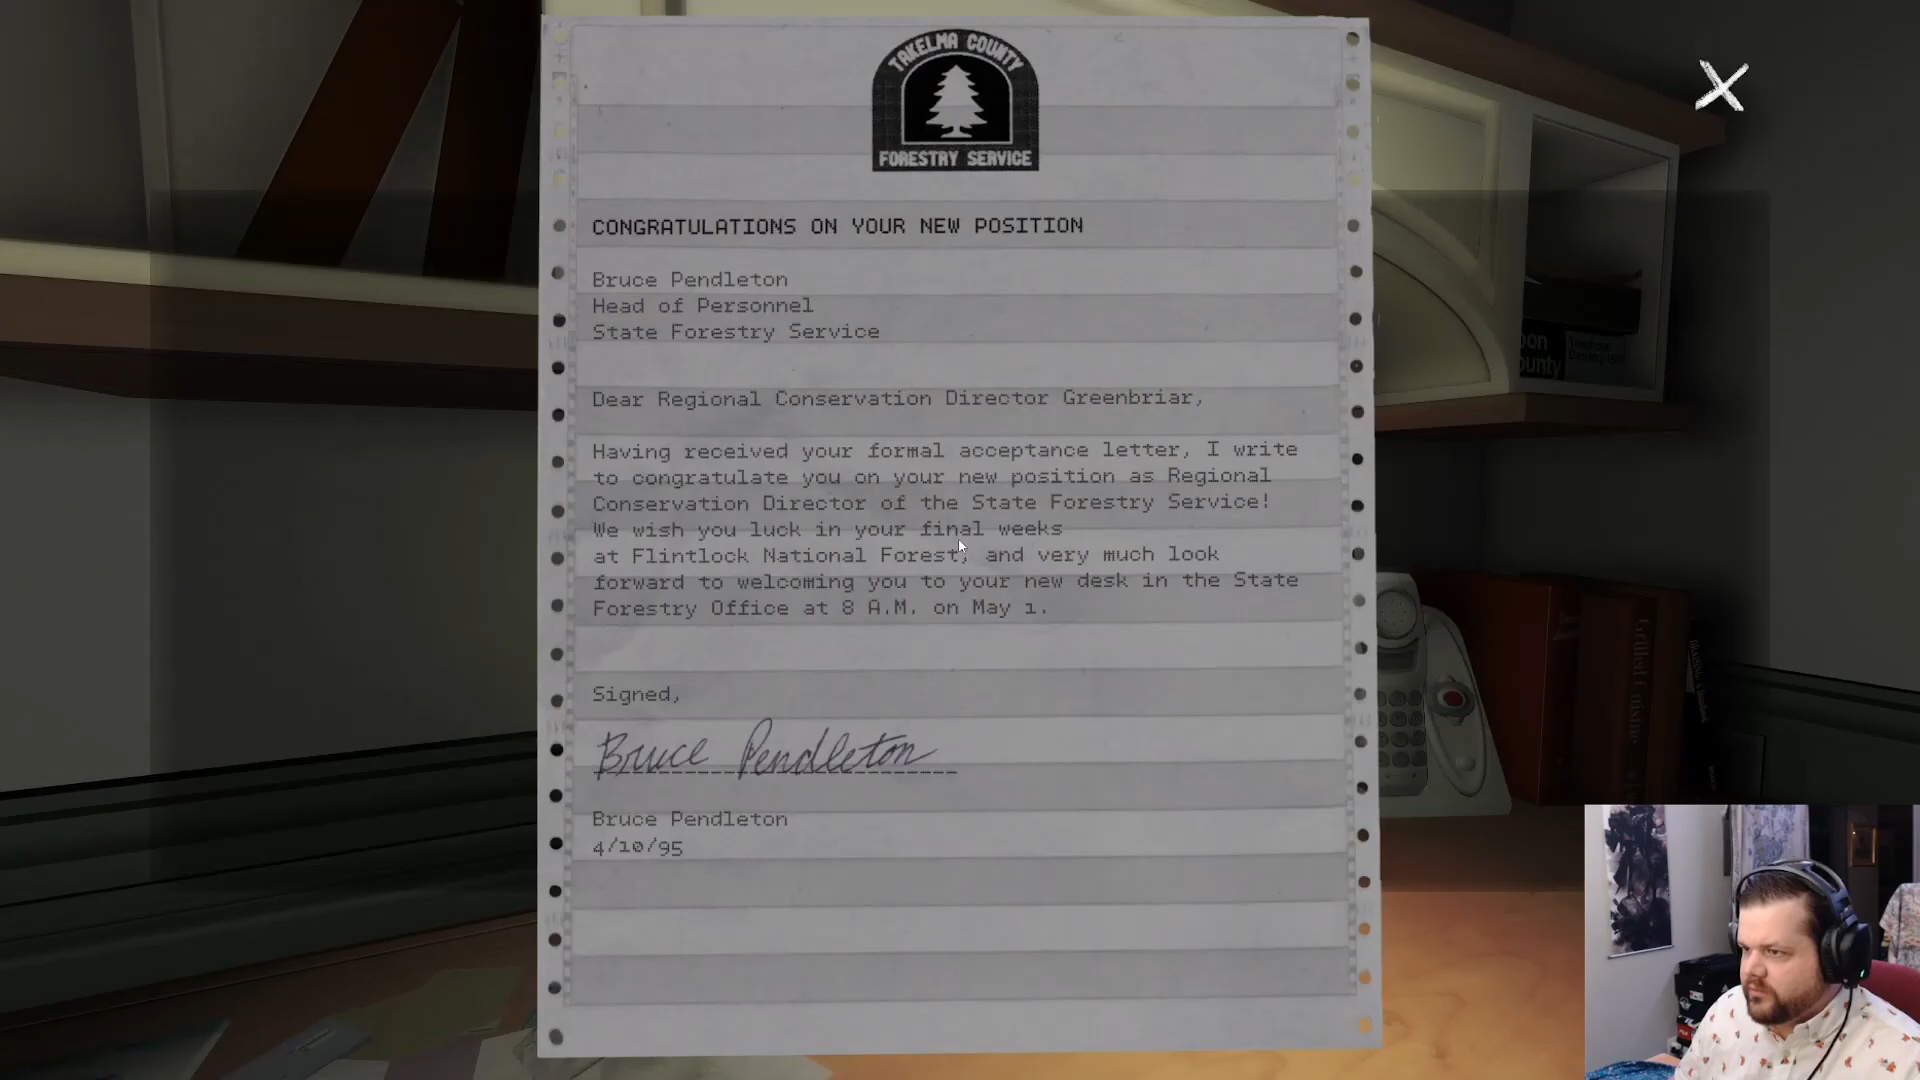 TAKELMA COUNTY
FORESTRY SERVICE
CONGRATULATIONS ON YOUR NEW POSITION
Bruce Pendleton
Head of Personnel
State Forestry Service
Dear Regional Conservation Director Greenbriar,
Having received your formal acceptance letter, I write
to congratulate you on your new position as Regional
Conservation Director of the State Forestry Service!
We wish you luck in your final weeks
at Flintlock National Forest, and very much look
forward to welcoming you to your new desk in the State
Forestry Office at 8 A.M. on May 1.
Signed,
Bruce Pendleton
Bruce Pendleton
4/10/95